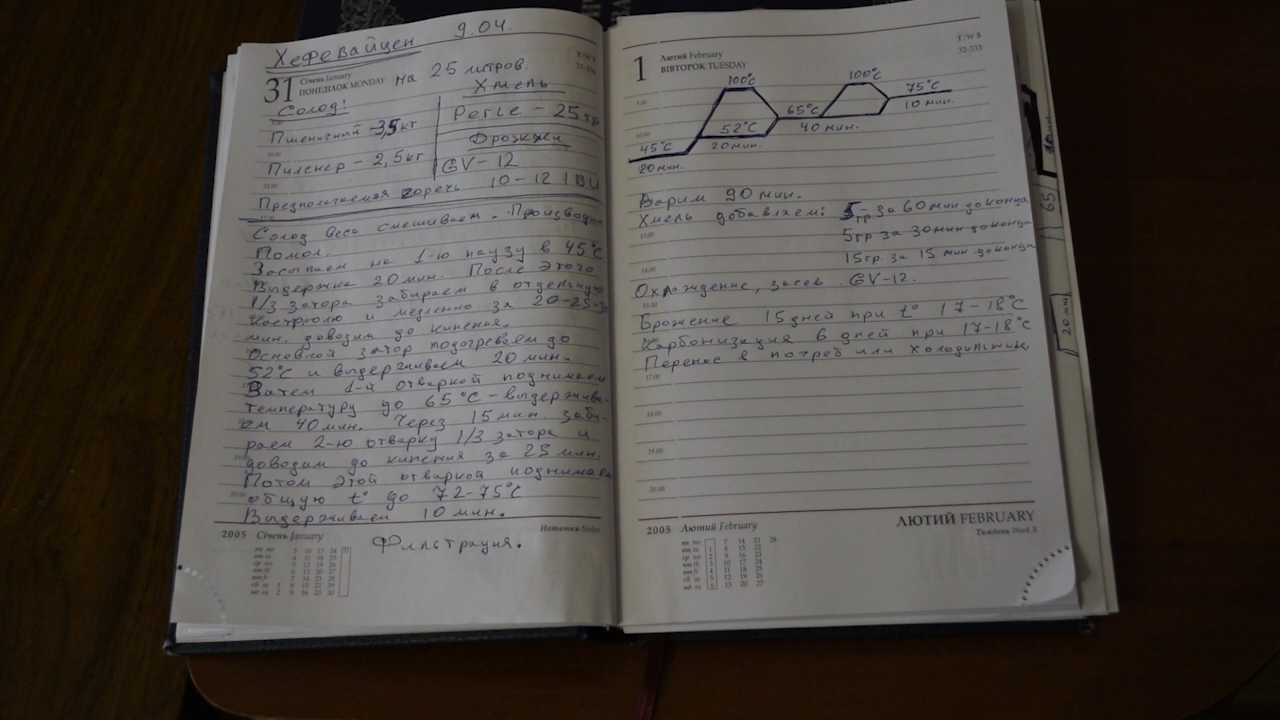 Хефевайцен 9.04.
31 Січень January
ПОНЕДІЛОК MONDAY
на 25 литров.
Хмель
Солод:
Perle – 25 гр
Пшеничный – 3,5 кг
Дрожжи
Пилснер – 2,5 кг
GV – 12
Предполагаемая горечь 10 – 12 IBU
Солод весь смешиваем. Производим
Помол.
Засыпаем на 1-ю паузу в 45°C
Выдержка 20 мин. После этого
1/3 затора забираем в отдельную
кастрюлю и медленно за 20-25
мин. доводим до кипения.
Основной затор подогреваем до
52°C и выдерживаем 20 мин.
Затем 1-й отваркой поднимаем
температуру до 65°C – выдержива-
ем 40 мин. Через 15 мин заби-
раем 2-ю отварку 1/3 затора и
доводим до кипения за 25 мин.
Потом этой отваркой поднимаем
общую t° до 72-75°C
Выдерживаем 10 мин.
Фильтрация.
2005 Січень January
Нотатки Notes
1 Лютий February
ВІВТОРОК TUESDAY
T/W 5
32-333
100°C 100°C 75°C
65°C 10 мин.
52°C 40 мин.
45°C 20 мин.
20 мин.
Варим 90 мин.
Хмель добавляем: 5 гр за 60 мин до конца
5 гр за 30 мин до конца
15 гр. за 15 мин до конца
Охлаждение, засев GV-12.
Брожение 15 дней при t° 17-18°C
Карбонизация 6 дней при 17-18°C
Перенос в погреб или холодильник.
2005 Лютий February
ЛЮТИЙ FEBRUARY
Тиждень Week 5
65
20 мин